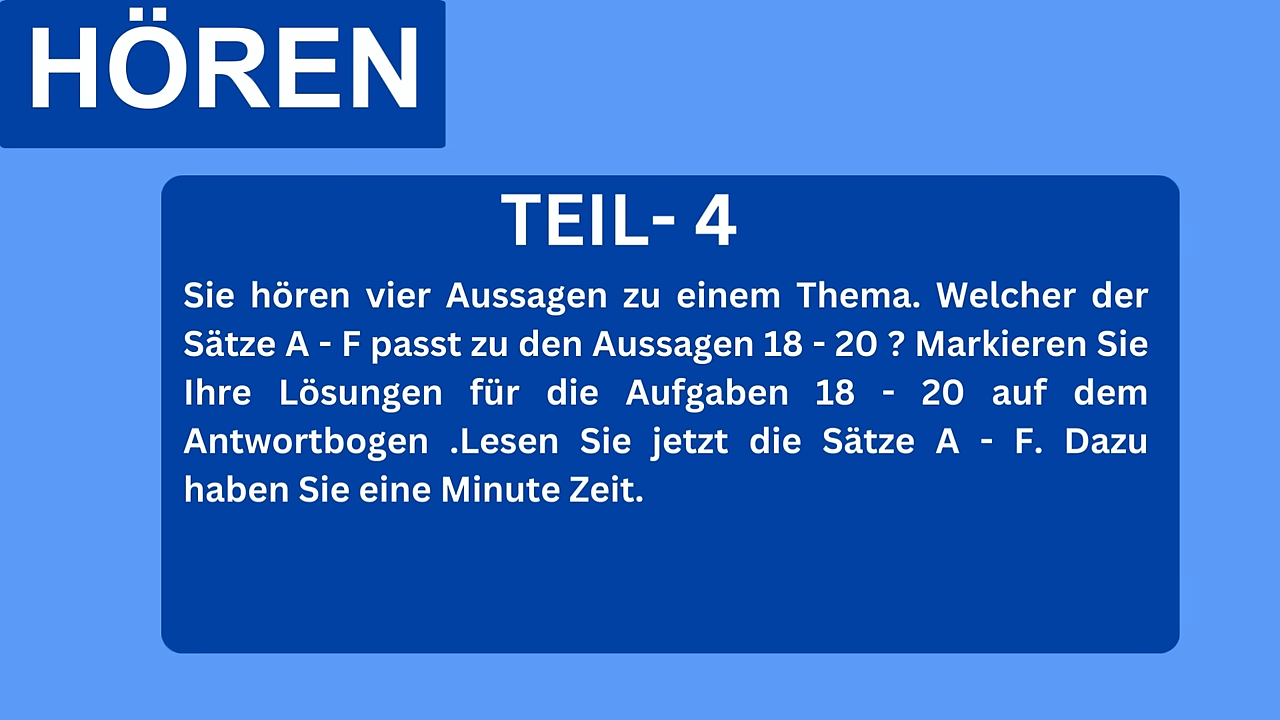 HÖREN
TEIL- 4
Sie hören vier Aussagen zu einem Thema. Welcher der
Sätze A - F passt zu den Aussagen 18 - 20 ? Markieren Sie
Ihre Lösungen für die Aufgaben 18 - 20 auf dem
Antwortbogen .Lesen Sie jetzt die Sätze A - F. Dazu
haben Sie eine Minute Zeit.